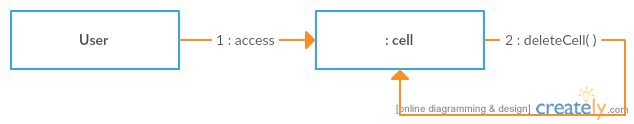 User
1 : access
: cell
2 : deleteCell( )
[online diagramming & design] creately.com